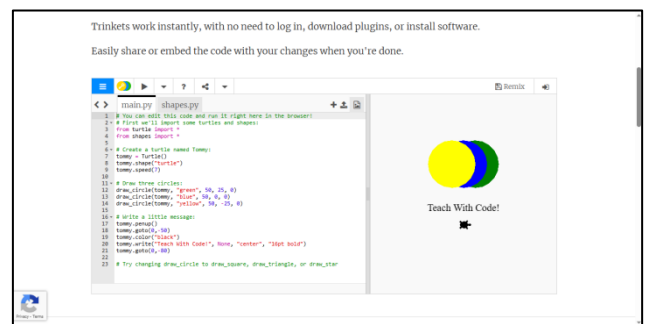 Trinkets work instantly, with no need to log in, download plugins, or install software.
Easily share or embed the code with your changes when you're done.
? Remix
< > main.py shapes.py +
1 # You can edit this code and run it right here in the browser!
2 # First we'll import some turtles and shapes:
3 from turtle import *
4 from shapes import *
5
6 # Create a turtle named Tommy:
7 tommy = Turtle()
8 tommy.shape("turtle")
9 tommy.speed(7)
10
11 # Draw three circles:
12 draw_circle(tommy, "green", 50, 25, 0)
13 draw_circle(tommy, "blue", 50, 0, 0)
14 draw_circle(tommy, "yellow", 50, -25, 0)
15
16 # Write a little message:
17 tommy.penup()
18 tommy.goto(0,-50)
19 tommy.color("black")
20 tommy.write("Teach With Code!", None, "center", "16pt bold")
21 tommy.goto(0,-80)
22
23 # Try changing draw_circle to draw_square, draw_triangle, or draw_star
Teach With Code!
Privacy - Terms